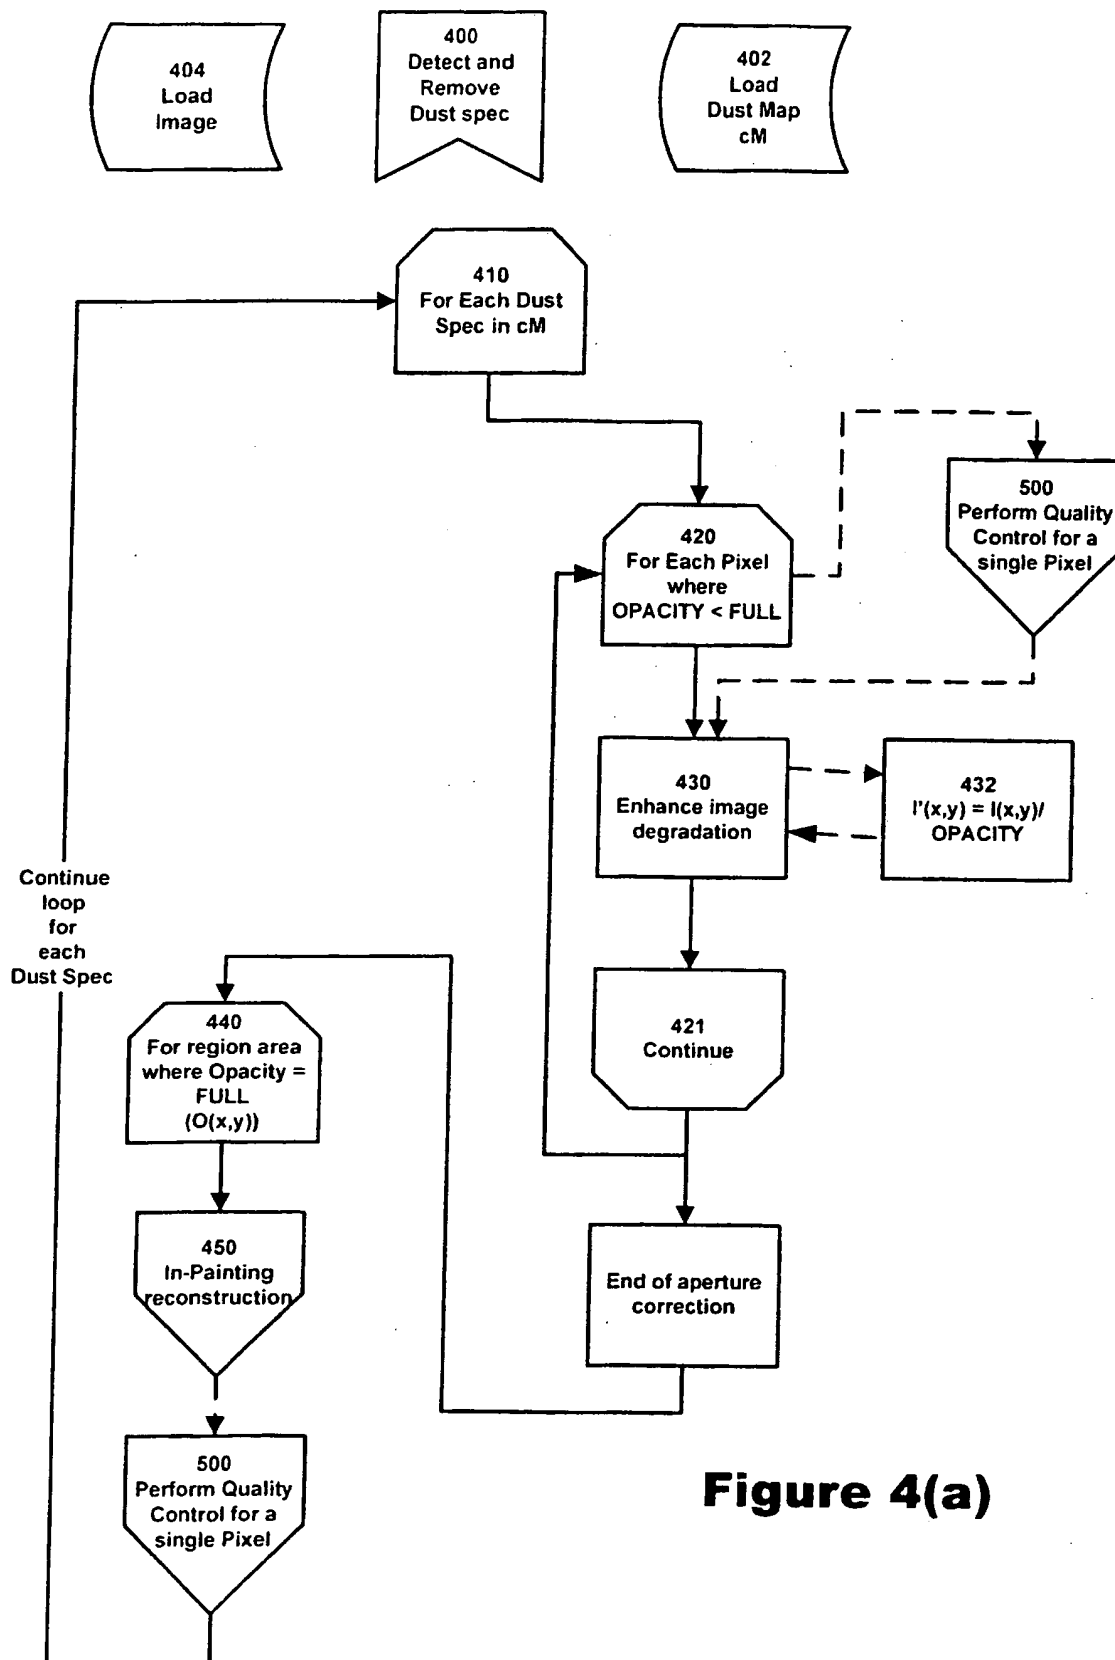 404
Load
Image
400
Detect and
Remove
Dust spec
402
Load
Dust Map
cM
410
For Each Dust
Spec in cM
420
For Each Pixel
where
OPACITY < FULL
500
Perform Quality
Control for a
single Pixel
430
Enhance image
degradation
432
I'(x,y) = I(x,y)/
OPACITY
Continue
loop
for
each
Dust Spec
421
Continue
440
For region area
where Opacity =
FULL
(O(x,y))
450
In-Painting
reconstruction
End of aperture
correction
500
Perform Quality
Control for a
single Pixel
Figure 4(a)